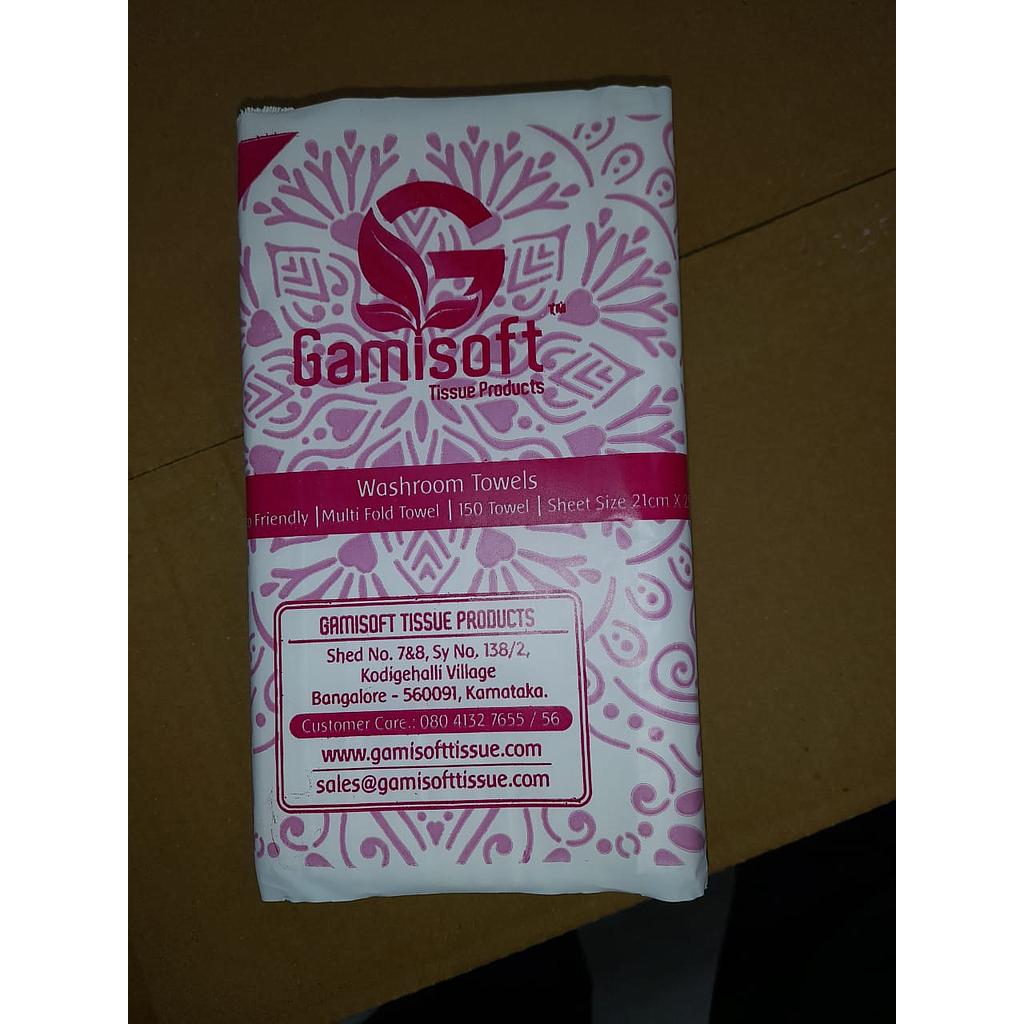 G
Gamisoft™
Tissue Products
Washroom Towels
Friendly | Multi Fold Towel | 150 Towel | Sheet Size 21cm X
GAMISOFT TISSUE PRODUCTS
Shed No. 7&8, Sy No, 138/2,
Kodigehalli Village
Bangalore - 560091, Karnataka.
Customer Care.: 080 4132 7655 / 56
www.gamisofttissue.com
sales@gamisofttissue.com